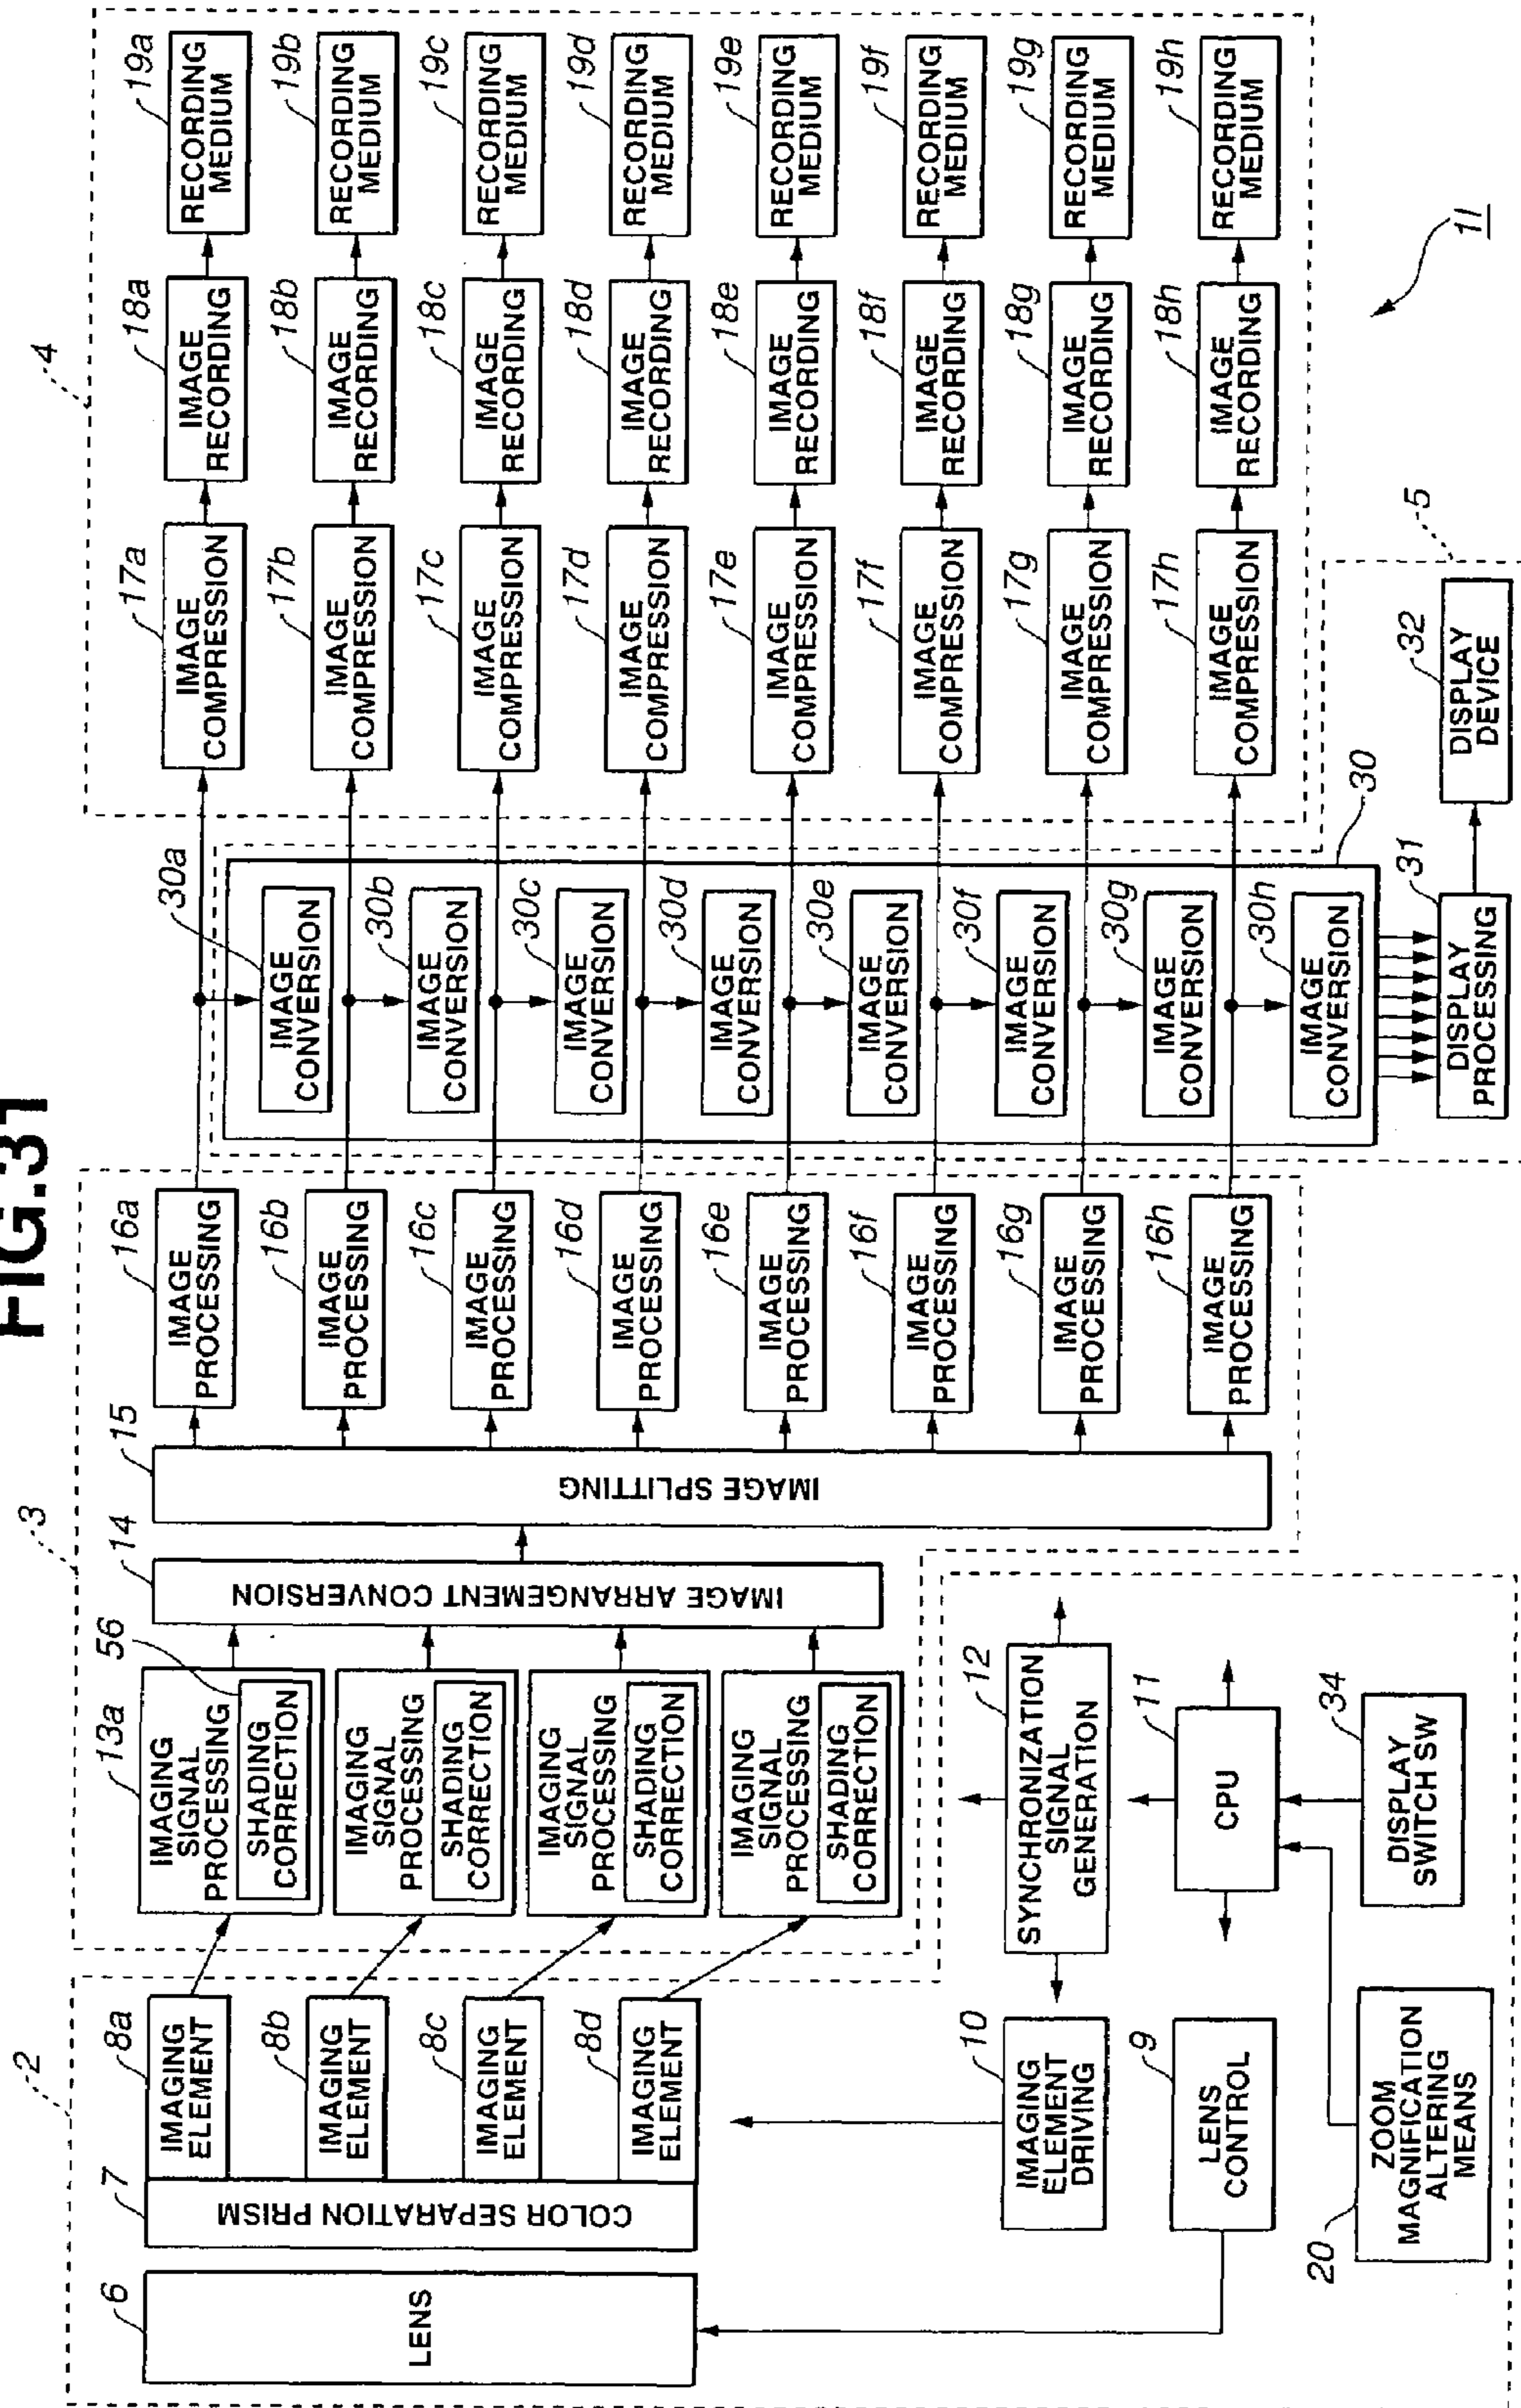 FIG.31
2
3
4
5
6
LENS
7
COLOR SEPARATION PRISM
8a
IMAGING
ELEMENT
8b
IMAGING
ELEMENT
8c
IMAGING
ELEMENT
8d
IMAGING
ELEMENT
10
IMAGING
ELEMENT
DRIVING
9
LENS
CONTROL
20
ZOOM
MAGNIFICATION
ALTERING
MEANS
12
SYNCHRONIZATION
SIGNAL
GENERATION
11
CPU
34
DISPLAY
SWITCH SW
13a
IMAGING
SIGNAL
PROCESSING
56
SHADING
CORRECTION
IMAGING
SIGNAL
PROCESSING
SHADING
CORRECTION
IMAGING
SIGNAL
PROCESSING
SHADING
CORRECTION
IMAGING
SIGNAL
PROCESSING
SHADING
CORRECTION
14
IMAGE ARRANGEMENT CONVERSION
15
IMAGE SPLITTING
16a
IMAGE
PROCESSING
16b
IMAGE
PROCESSING
16c
IMAGE
PROCESSING
16d
IMAGE
PROCESSING
16e
IMAGE
PROCESSING
16f
IMAGE
PROCESSING
16g
IMAGE
PROCESSING
16h
IMAGE
PROCESSING
30a
IMAGE
CONVERSION
30b
IMAGE
CONVERSION
30c
IMAGE
CONVERSION
30d
IMAGE
CONVERSION
30e
IMAGE
CONVERSION
30f
IMAGE
CONVERSION
30g
IMAGE
CONVERSION
30h
IMAGE
CONVERSION
30
31
DISPLAY
PROCESSING
32
DISPLAY
DEVICE
17a
IMAGE
COMPRESSION
17b
IMAGE
COMPRESSION
17c
IMAGE
COMPRESSION
17d
IMAGE
COMPRESSION
17e
IMAGE
COMPRESSION
17f
IMAGE
COMPRESSION
17g
IMAGE
COMPRESSION
17h
IMAGE
COMPRESSION
18a
IMAGE
RECORDING
18b
IMAGE
RECORDING
18c
IMAGE
RECORDING
18d
IMAGE
RECORDING
18e
IMAGE
RECORDING
18f
IMAGE
RECORDING
18g
IMAGE
RECORDING
18h
IMAGE
RECORDING
19a
RECORDING
MEDIUM
19b
RECORDING
MEDIUM
19c
RECORDING
MEDIUM
19d
RECORDING
MEDIUM
19e
RECORDING
MEDIUM
19f
RECORDING
MEDIUM
19g
RECORDING
MEDIUM
19h
RECORDING
MEDIUM
1I